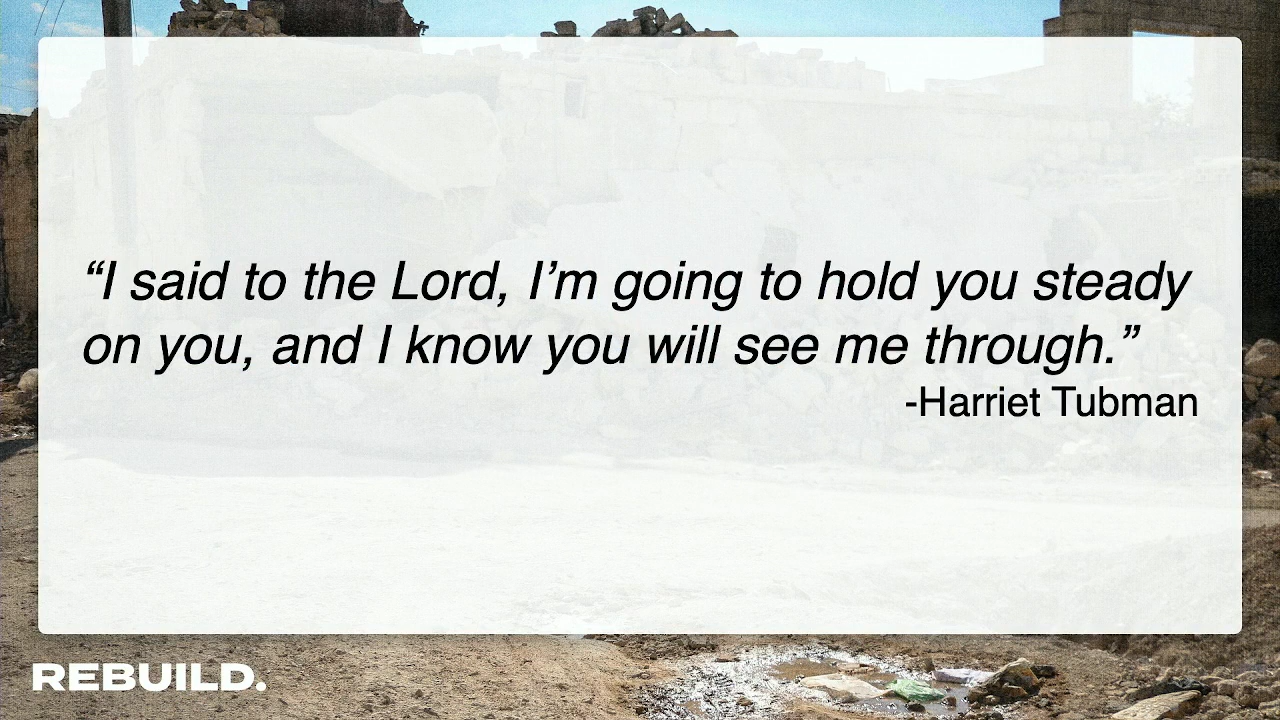 “I said to the Lord, I’m going to hold you steady
on you, and I know you will see me through.”
-Harriet Tubman
REBUILD.